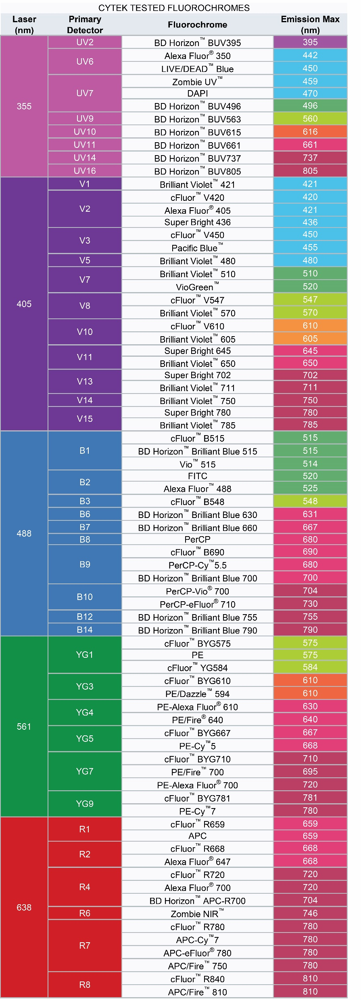 CYTEK TESTED FLUOROCHROMES
Laser (nm) Primary Detector Fluorochrome Emission Max (nm)
355 UV2 BD Horizon™ BUV395 395
UV6 Alexa Fluor® 350 442
LIVE/DEAD™ Blue 450
UV7 Zombie UV™ 459
DAPI 470
BD Horizon™ BUV496 496
UV9 BD Horizon™ BUV563 560
UV10 BD Horizon™ BUV615 616
UV11 BD Horizon™ BUV661 661
UV14 BD Horizon™ BUV737 737
UV16 BD Horizon™ BUV805 805
405 V1 Brilliant Violet™ 421 421
V2 cFluor™ V420 420
Alexa Fluor® 405 421
Super Bright 436 436
V3 cFluor™ V450 450
Pacific Blue™ 455
V5 Brilliant Violet™ 480 480
V7 Brilliant Violet™ 510 510
VioGreen™ 520
V8 cFluor™ V547 547
Brilliant Violet™ 570 570
V10 cFluor™ V610 610
Brilliant Violet™ 605 605
V11 Super Bright 645 645
Brilliant Violet™ 650 650
V13 Super Bright 702 702
Brilliant Violet™ 711 711
V14 Brilliant Violet™ 750 750
V15 Super Bright 780 780
Brilliant Violet™ 785 785
488 B1 cFluor™ B515 515
BD Horizon™ Brilliant Blue 515 515
Vio™ 515 514
B2 FITC 520
Alexa Fluor™ 488 525
B3 cFluor™ B548 548
B6 BD Horizon™ Brilliant Blue 630 631
B7 BD Horizon™ Brilliant Blue 660 667
B8 PerCP 680
B9 cFluor™ B690 690
PerCP-Cy™5.5 680
BD Horizon™ Brilliant Blue 700 700
B10 PerCP-Vio® 700 704
PerCP-eFluor® 710 730
B12 BD Horizon™ Brilliant Blue 755 755
B14 BD Horizon™ Brilliant Blue 790 790
561 YG1 cFluor™ BYG575 575
PE 575
cFluor™ YG584 584
YG3 cFluor™ BYG610 610
PE/Dazzle™ 594 610
YG4 PE-Alexa Fluor® 610 630
PE/Fire® 640 640
YG5 cFluor™ BYG667 667
PE-Cy™5 668
YG7 cFluor™ BYG710 710
PE/Fire™ 700 695
PE-Alexa Fluor® 700 720
YG9 cFluor™ BYG781 781
PE-Cy™7 780
638 R1 cFluor™ R659 659
APC 659
R2 cFluor™ R668 668
Alexa Fluor® 647 668
R4 cFluor™ R720 720
Alexa Fluor® 700 720
BD Horizon™ APC-R700 704
R6 Zombie NIR™ 746
R7 cFluor™ R780 780
APC-Cy™7 780
APC-eFluor® 780 780
APC/Fire™ 750 780
R8 cFluor™ R840 810
APC/Fire™ 810 810